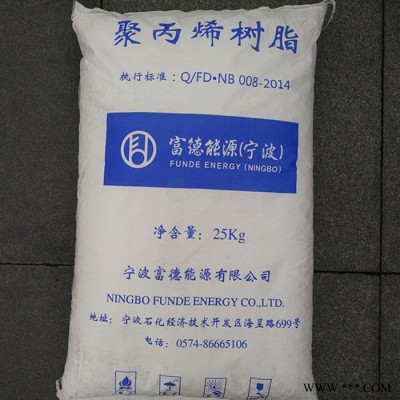 聚丙烯树脂
执行标准：Q/FD•NB 008-2014
富德能源(宁波)
FUNDE ENERGY (NINGBO)
净含量：25Kg
宁波富德能源有限公司
NINGBO FUNDE ENERGY CO.,LTD.
地址：宁波石化经济技术开发区海呈路699号
电话：0574-86665106